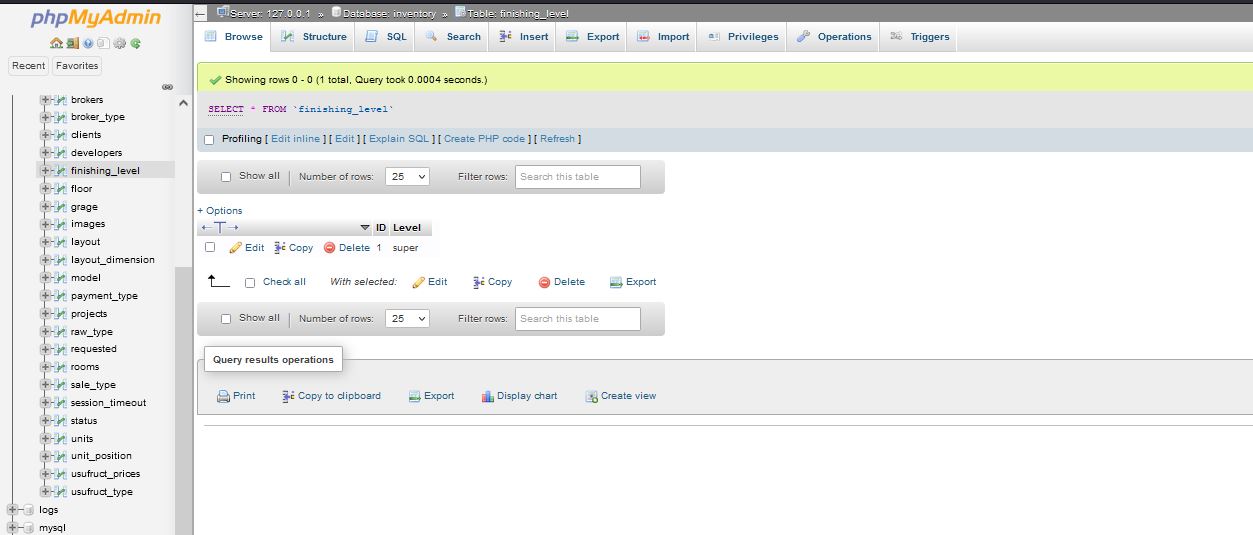 phpMyAdmin
Recent
Favorites
brokers
broker_type
clients
developers
finishing_level
floor
grage
images
layout
layout_dimension
model
payment_type
projects
raw_type
requested
rooms
sale_type
session_timeout
status
units
unit_position
usufruct_prices
usufruct_type
logs
mysql
Server: 127.0.0.1 » Database: inventory » Table: finishing_level
Browse Structure SQL Search Insert Export Import Privileges Operations Triggers
Showing rows 0 - 0 (1 total, Query took 0.0004 seconds.)
SELECT * FROM `finishing_level`
Profiling [ Edit inline ] [ Edit ] [ Explain SQL ] [ Create PHP code ] [ Refresh ]
Show all Number of rows: 25 Filter rows: Search this table
+ Options
←T→ ID Level
Edit Copy Delete 1 super
Check all With selected: Edit Copy Delete Export
Show all Number of rows: 25 Filter rows: Search this table
Query results operations
Print Copy to clipboard Export Display chart Create view